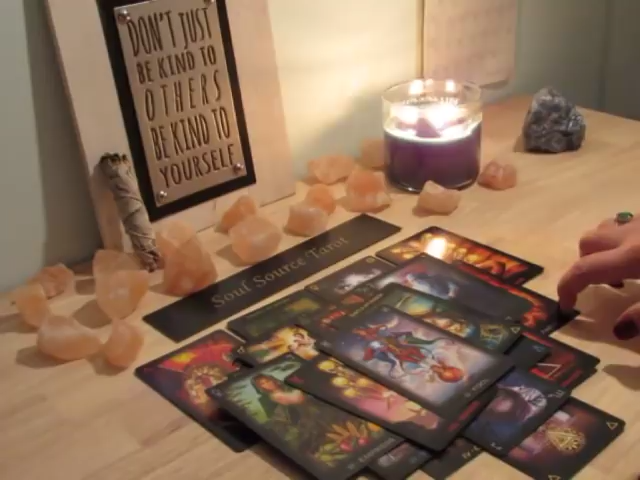 DON'T JUST
BE KIND TO
OTHERS
BE KIND TO
YOURSELF
Soul Source Tarot